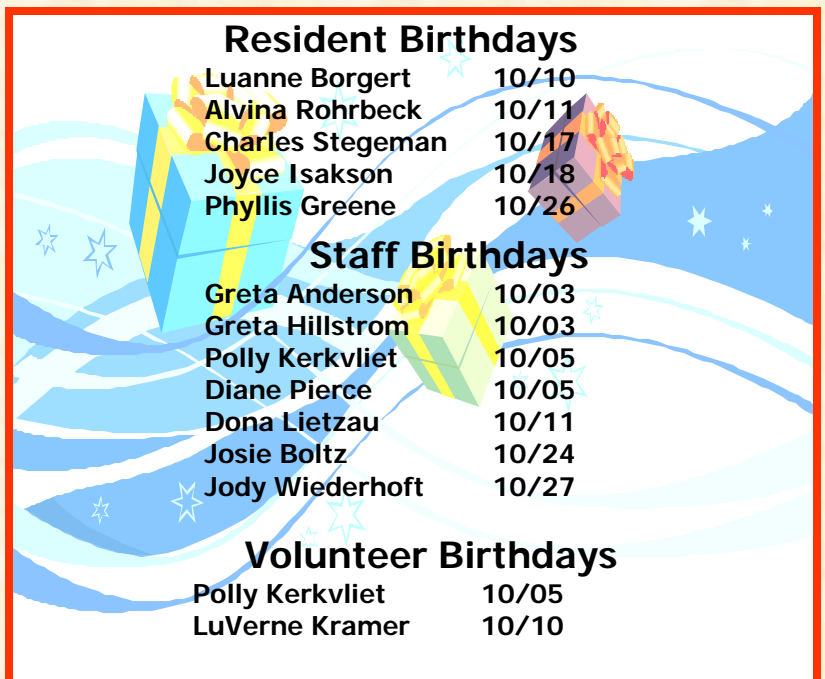 Resident Birthdays
Luanne Borgert 10/10
Alvina Rohrbeck 10/11
Charles Stegeman 10/17
Joyce Isakson 10/18
Phyllis Greene 10/26
Staff Birthdays
Greta Anderson 10/03
Greta Hillstrom 10/03
Polly Kerkvliet 10/05
Diane Pierce 10/05
Dona Lietzau 10/11
Josie Boltz 10/24
Jody Wiederhoft 10/27
Volunteer Birthdays
Polly Kerkvliet 10/05
LuVerne Kramer 10/10